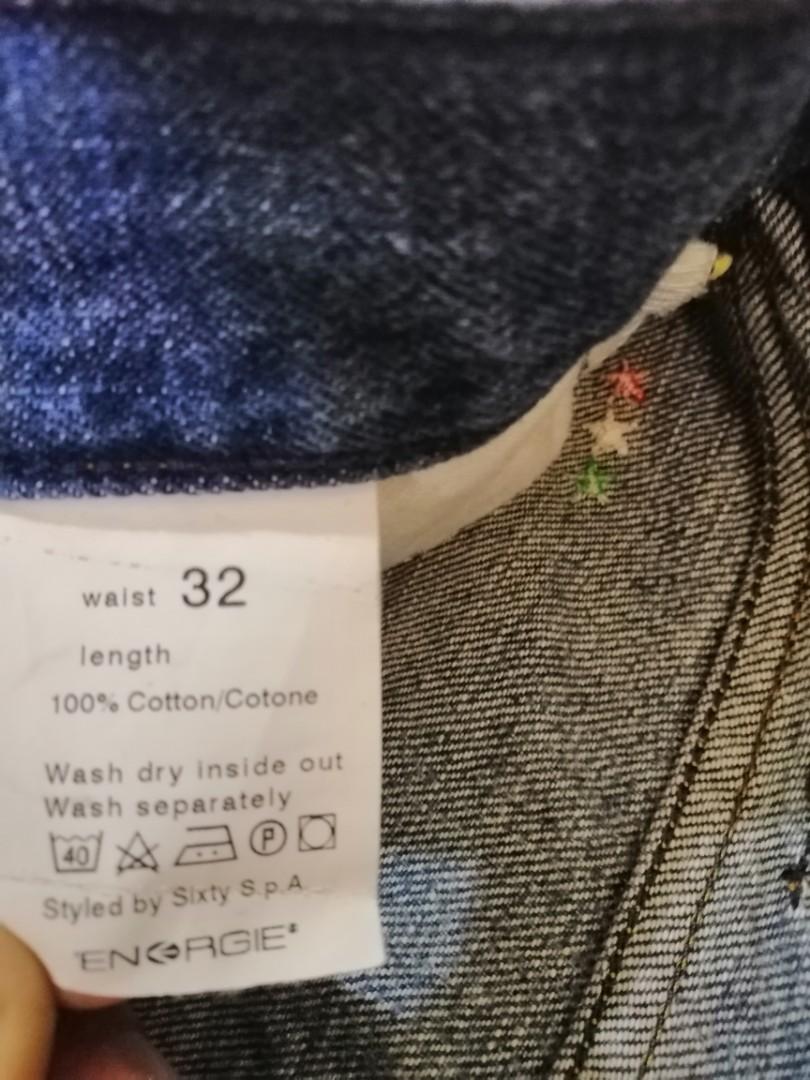 waist 32
length
100% Cotton/Cotone
Wash dry inside out
Wash separately
40 P
Styled by Sixty S.p.A
ENERGIE®